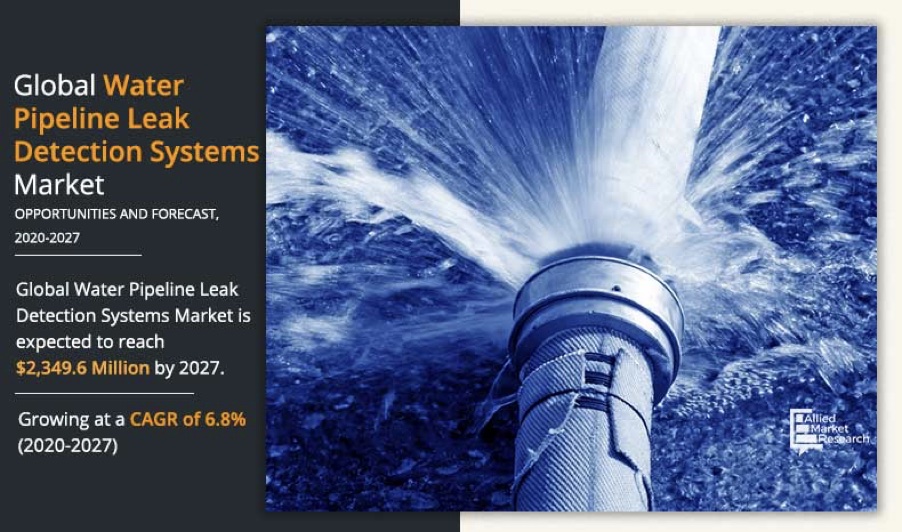 Global Water
Pipeline Leak
Detection Systems
Market
OPPORTUNITIES AND FORECAST,
2020-2027
Global Water Pipeline Leak
Detection Systems Market is
expected to reach
$2,349.6 Million by 2027.
Growing at a CAGR of 6.8%
(2020-2027)
Allied
Market
Research